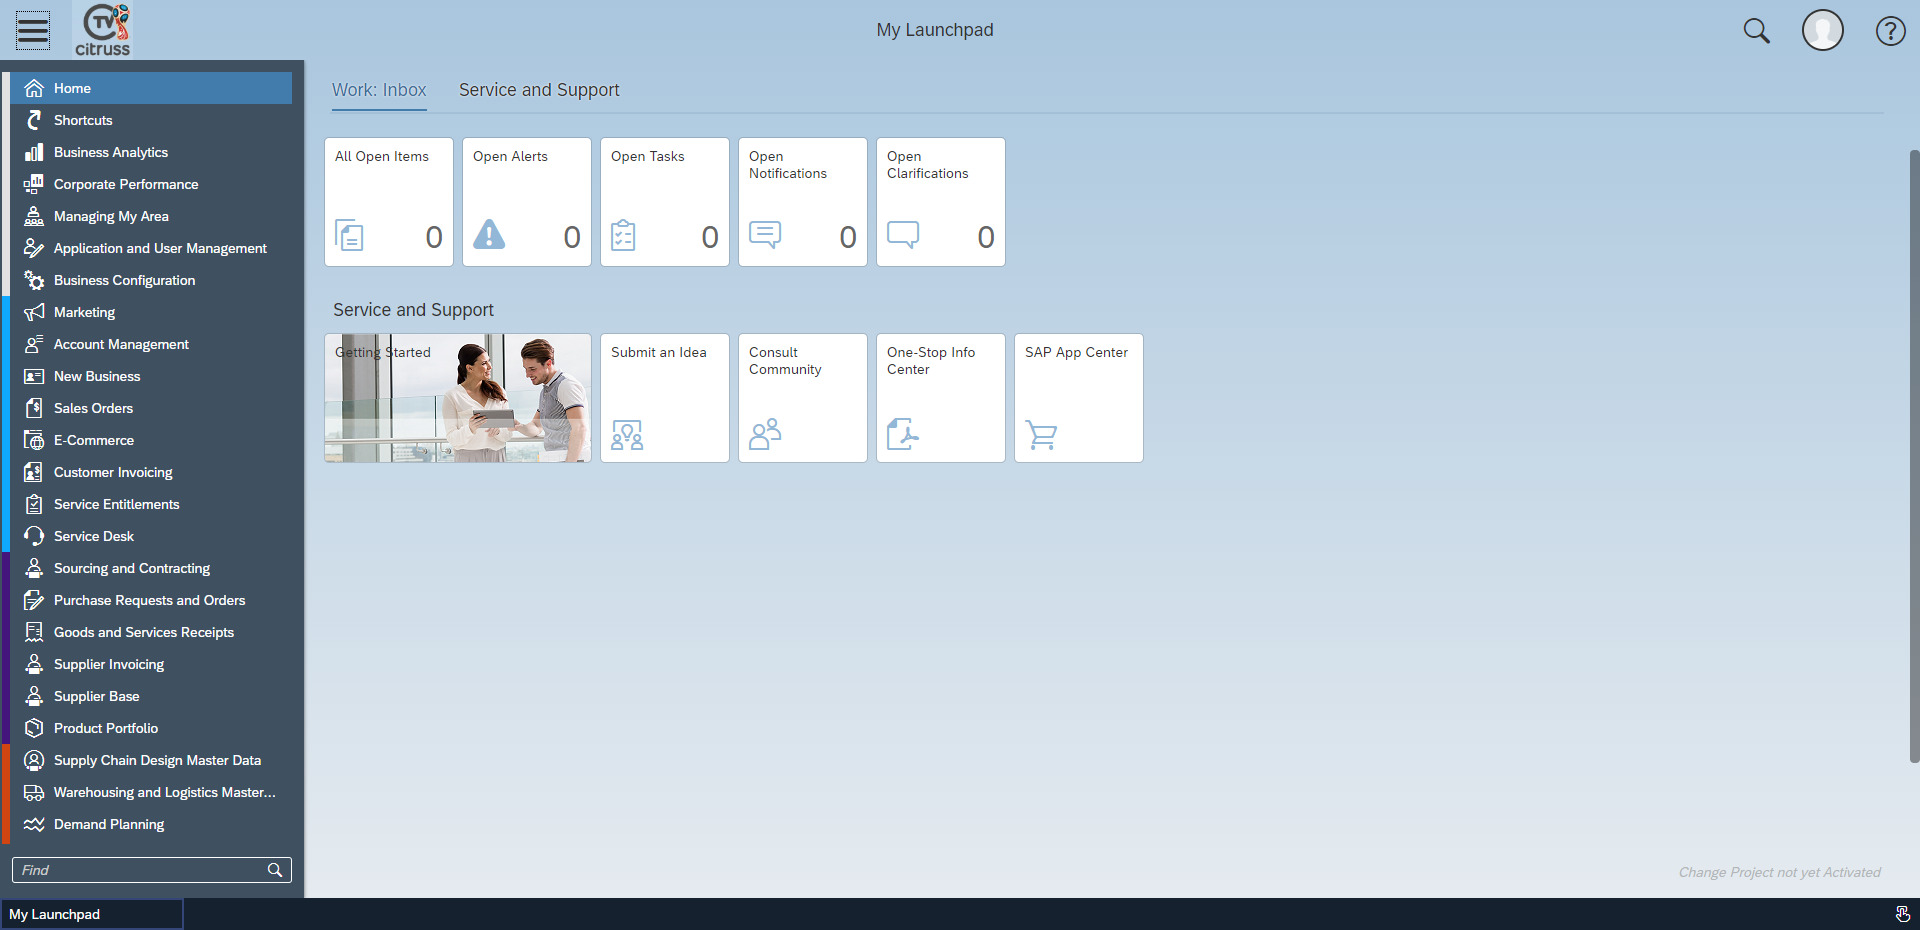 TV
citruss
My Launchpad
?
Home
Shortcuts
Business Analytics
Corporate Performance
Managing My Area
Application and User Management
Business Configuration
Marketing
Account Management
New Business
Sales Orders
E-Commerce
Customer Invoicing
Service Entitlements
Service Desk
Sourcing and Contracting
Purchase Requests and Orders
Goods and Services Receipts
Supplier Invoicing
Supplier Base
Product Portfolio
Supply Chain Design Master Data
Warehousing and Logistics Master...
Demand Planning
Find
Work: Inbox
Service and Support
All Open Items
0
Open Alerts
0
Open Tasks
0
Open
Notifications
0
Open
Clarifications
0
Service and Support
Getting Started
Submit an Idea
Consult
Community
One-Stop Info
Center
SAP App Center
Change Project not yet Activated
My Launchpad